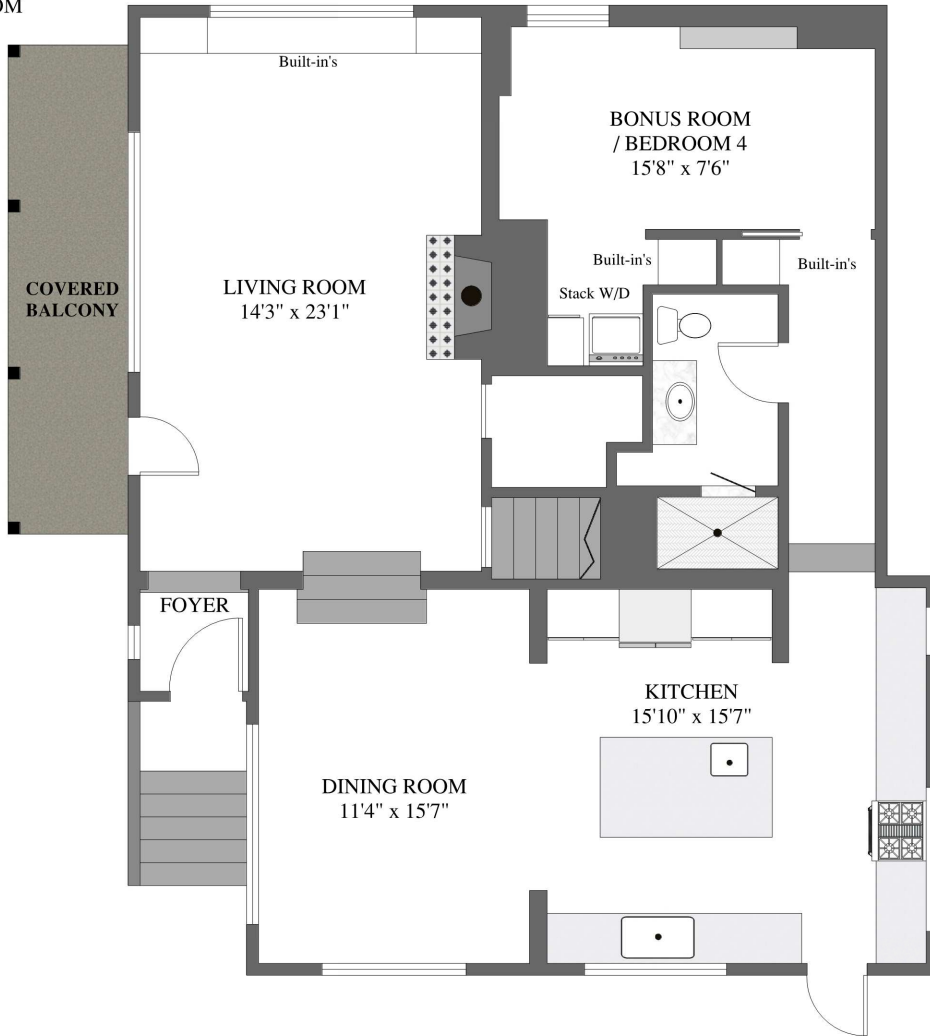 Built-in's
BONUS ROOM
/ BEDROOM 4
15'8" x 7'6"
COVERED
BALCONY
LIVING ROOM
14'3" x 23'1"
Built-in's
Built-in's
Stack W/D
FOYER
KITCHEN
15'10" x 15'7"
DINING ROOM
11'4" x 15'7"